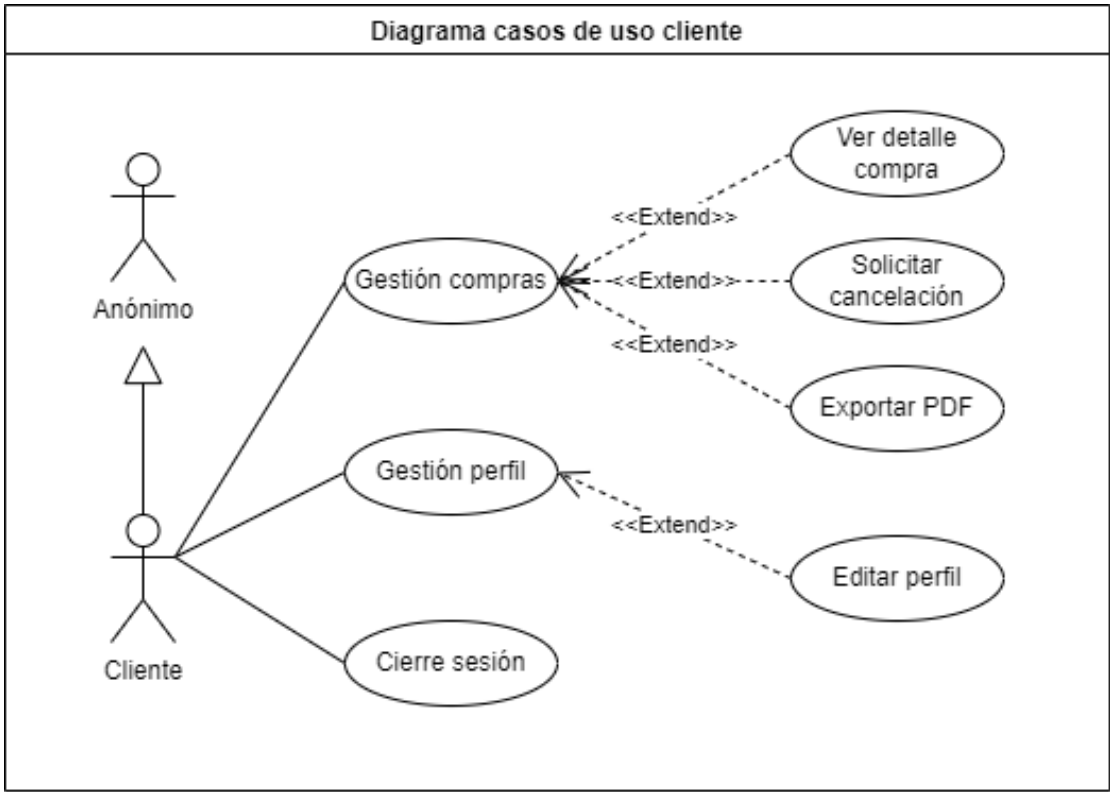 Diagrama casos de uso cliente
Ver detalle
compra
<<Extend>>
Anónimo
Gestión compras
<<Extend>>
Solicitar
cancelación
<<Extend>>
Exportar PDF
Gestión perfil
<<Extend>>
Editar perfil
Cliente
Cierre sesión